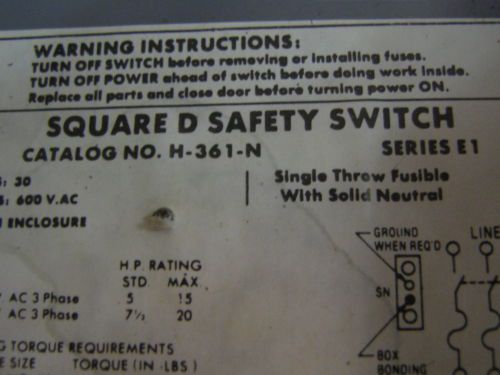 WARNING INSTRUCTIONS:
TURN OFF SWITCH before removing or installing fuses.
TURN OFF POWER ahead of switch before doing work inside.
Replace all parts and close door before turning power ON.
SQUARE D SAFETY SWITCH
CATALOG NO. H-361-N SERIES E1
: 30
: 600 V.AC
ENCLOSURE
Single Throw Fusible
With Solid Neutral
GROUND
WHEN REQ'D
LINE
SN
BOX
BONDING
H P. RATING
STD. MAX
AC 3 Phase 5 15
AC 3 Phase 7½ 20
TORQUE REQUIREMENTS
SIZE TORQUE (IN -LBS)